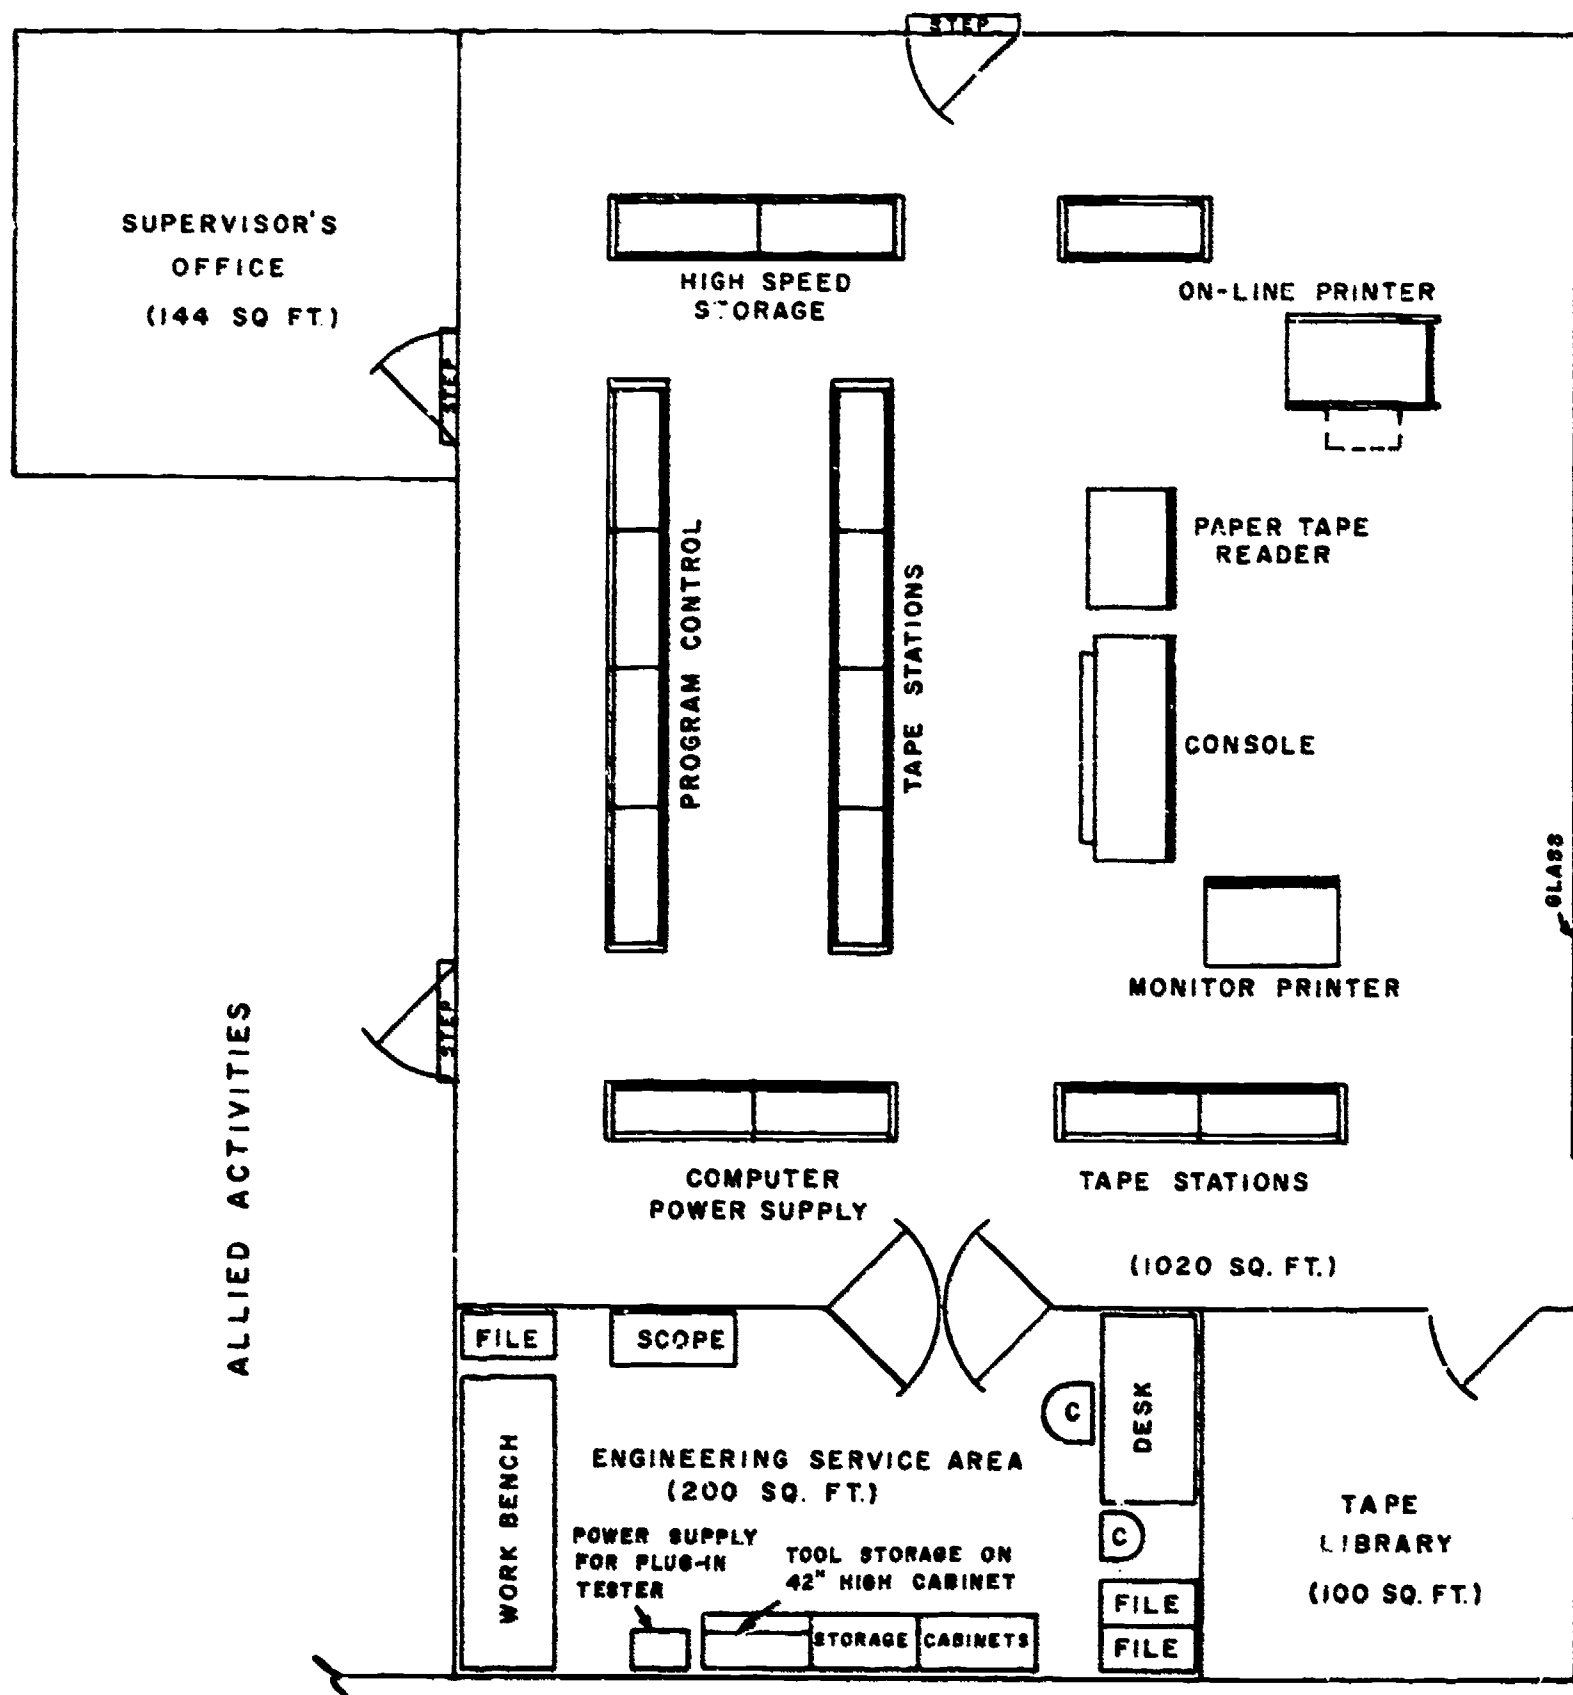 STEP
SUPERVISOR'S
OFFICE
(144 SQ FT.)
STEP
HIGH SPEED
STORAGE
ON-LINE PRINTER
PROGRAM CONTROL
TAPE STATIONS
PAPER TAPE
READER
CONSOLE
GLASS
MONITOR PRINTER
STEP
ALLIED ACTIVITIES
COMPUTER
POWER SUPPLY
TAPE STATIONS
(1020 SQ. FT.)
FILE
SCOPE
C
DESK
WORK BENCH
ENGINEERING SERVICE AREA
(200 SQ. FT.)
POWER SUPPLY
FOR PLUG-IN
TESTER
TOOL STORAGE ON
42" HIGH CABINET
C
STORAGE CABINETS
FILE
FILE
TAPE
LIBRARY
(100 SQ. FT.)